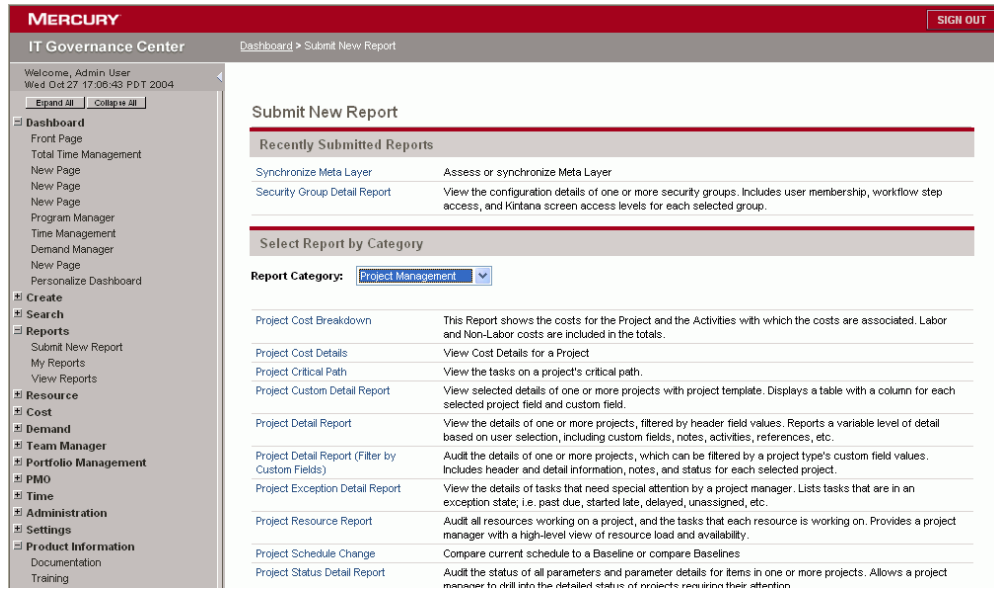 MERCURY
SIGN OUT
IT Governance Center
Dashboard > Submit New Report
Welcome, Admin User
Wed Oct 27 17:06:43 PDT 2004
Expand All Collapse All
Dashboard
Front Page
Total Time Management
New Page
New Page
New Page
Program Manager
Time Management
Demand Manager
New Page
Personalize Dashboard
Create
Search
Reports
Submit New Report
My Reports
View Reports
Resource
Cost
Demand
Team Manager
Portfolio Management
PMO
Time
Administration
Settings
Product Information
Documentation
Training
Submit New Report
Recently Submitted Reports
Synchronize Meta Layer Assess or synchronize Meta Layer
Security Group Detail Report View the configuration details of one or more security groups. Includes user membership, workflow step
access, and Kintana screen access levels for each selected group.
Select Report by Category
Report Category: Project Management
Project Cost Breakdown This Report shows the costs for the Project and the Activities with which the costs are associated. Labor
and Non-Labor costs are included in the totals.
Project Cost Details View Cost Details for a Project
Project Critical Path View the tasks on a project's critical path.
Project Custom Detail Report View selected details of one or more projects with project template. Displays a table with a column for each
selected project field and custom field.
Project Detail Report View the details of one or more projects, filtered by header field values. Reports a variable level of detail
based on user selection, including custom fields, notes, activities, references, etc.
Project Detail Report (Filter by Audit the details of one or more projects, which can be filtered by a project type's custom field values.
Custom Fields) Includes header and detail information, notes, and status for each selected project.
Project Exception Detail Report View the details of tasks that need special attention by a project manager. Lists tasks that are in an
exception state; i.e. past due, started late, delayed, unassigned, etc.
Project Resource Report Audit all resources working on a project, and the tasks that each resource is working on. Provides a project
manager with a high-level view of resource load and availability.
Project Schedule Change Compare current schedule to a Baseline or compare Baselines
Project Status Detail Report Audit the status of all parameters and parameter details for items in one or more projects. Allows a project
manager to drill into the detailed status of projects requiring their attention.